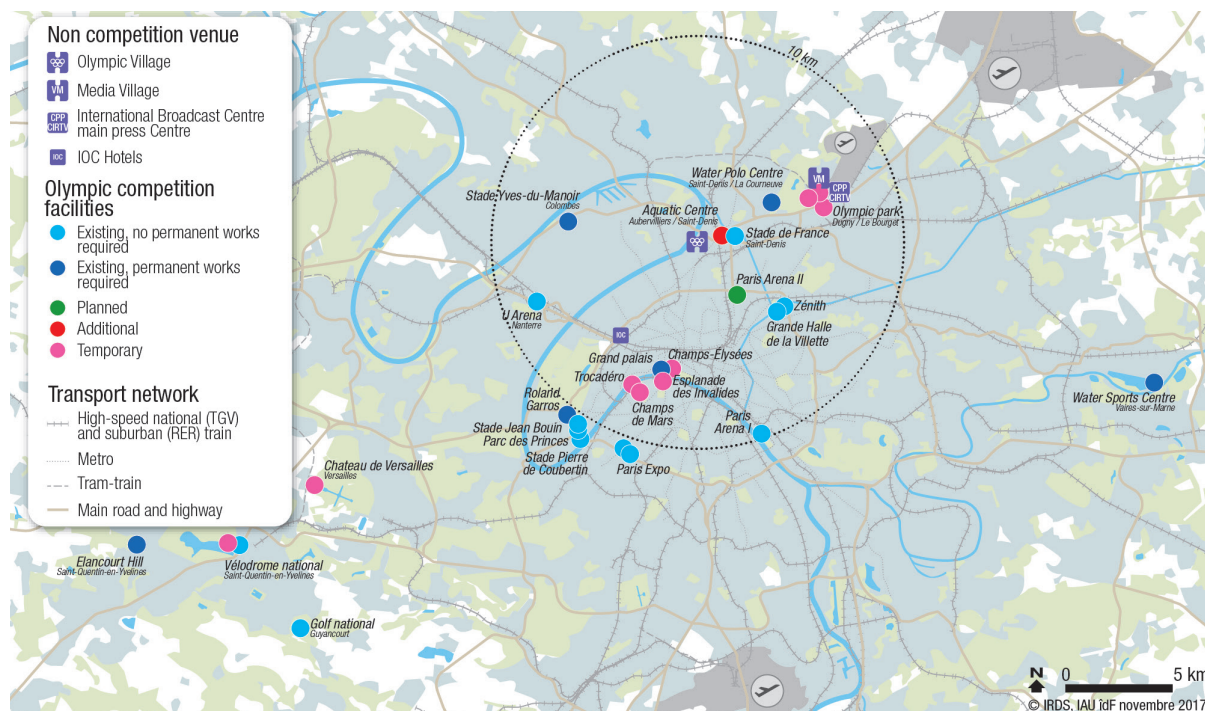 Non competition venue
Olympic Village
VM
Media Village
CPP
CIRTV
International Broadcast Centre
main press Centre
IOC
IOC Hotels
Olympic competition
facilities
Existing, no permanent works
required
Existing, permanent works
required
Planned
Additional
Temporary
Transport network
High-speed national (TGV)
and suburban (RER) train
Metro
Tram-train
Main road and highway
10 km
Water Polo Centre
Saint-Denis / La Courneuve
VM
CPP
CIRTV
Stade Yves-du-Manoir
Colombes
Aquatic Centre
Aubervilliers / Saint-Denis
Olympic park
Dugny / Le Bourget
Stade de France
Saint-Denis
Paris Arena II
U Arena
Nanterre
Zénith
Grande Halle
de la Villette
IOC
Grand palais
Champs-Élysées
Trocadéro
Esplanade
des Invalides
Champs
de Mars
Roland
Garros
Water Sports Centre
Vaires-sur-Marne
Paris
Arena I
Stade Jean Bouin
Parc des Princes
Stade Pierre
de Coubertin
Paris Expo
Chateau de Versailles
Versailles
Elancourt Hill
Saint-Quentin-en-Yvelines
Vélodrome national
Saint-Quentin-en-Yvelines
Golf national
Guyancourt
N
0
5 km
© IRDS, IAU îdF novembre 2017